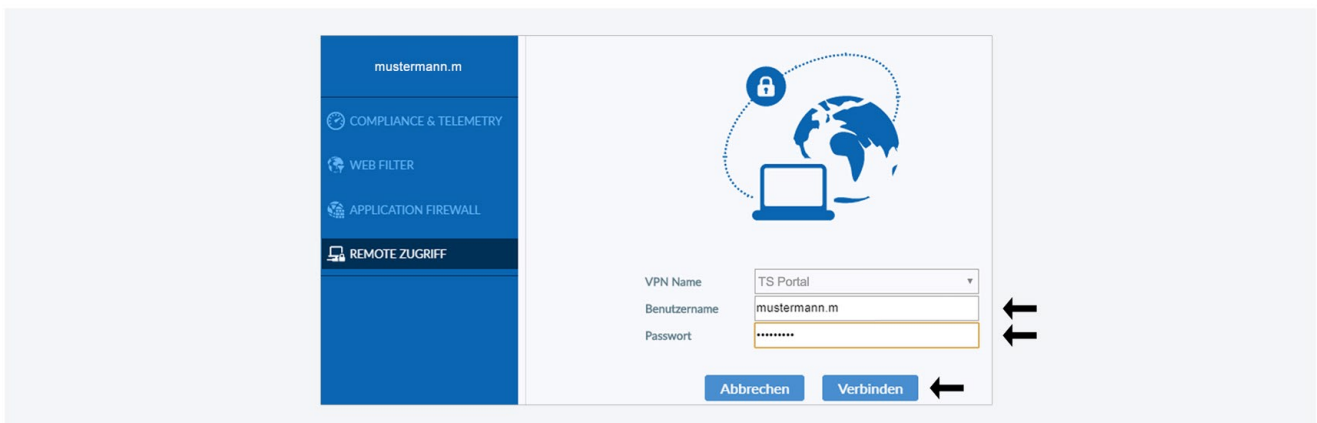 mustermann.m
COMPLIANCE & TELEMETRY
WEB FILTER
APPLICATION FIREWALL
REMOTE ZUGRIFF
VPN Name TS Portal
Benutzername mustermann.m
Passwort •••••••••
Abbrechen Verbinden